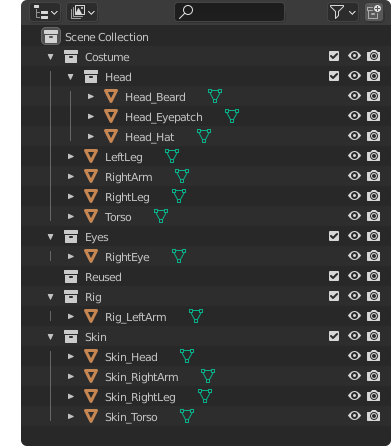 Scene Collection
Costume
Head
Head_Beard
Head_Eyepatch
Head_Hat
LeftLeg
RightArm
RightLeg
Torso
Eyes
RightEye
Reused
Rig
Rig_LeftArm
Skin
Skin_Head
Skin_RightArm
Skin_RightLeg
Skin_Torso